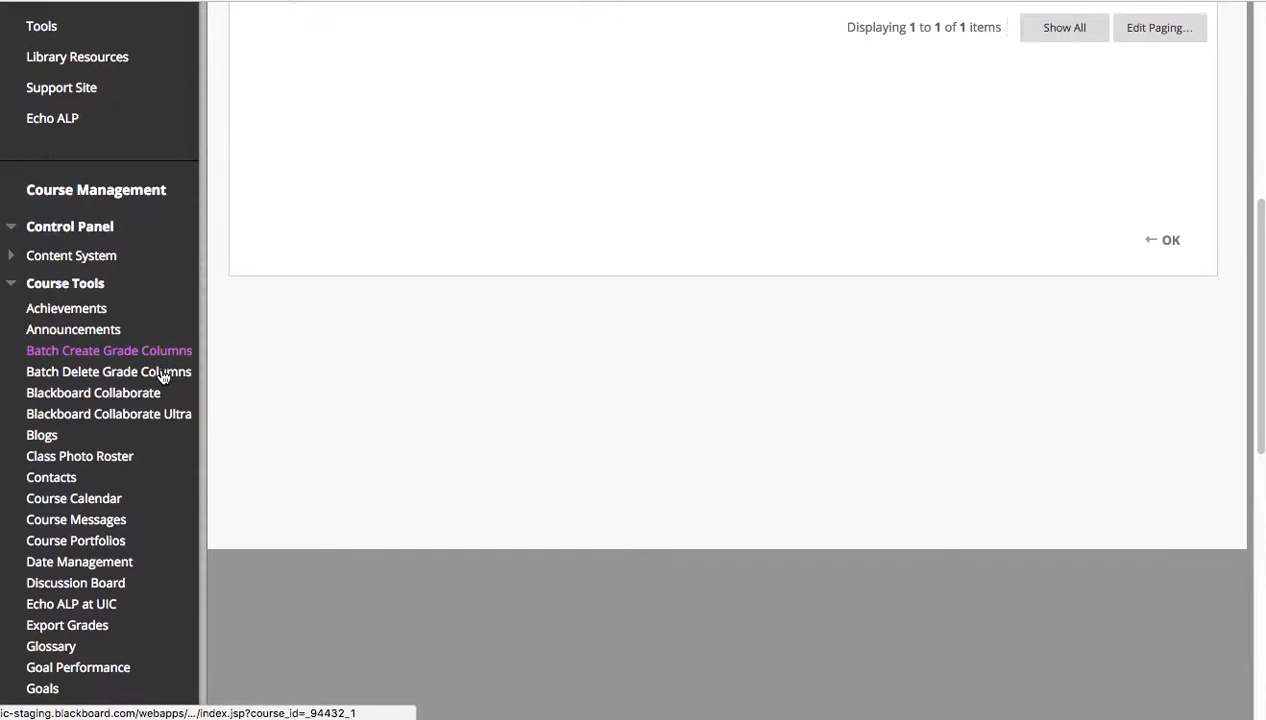 Tools
Library Resources
Support Site
Echo ALP
Course Management
Control Panel
Content System
Course Tools
Achievements
Announcements
Batch Create Grade Columns
Batch Delete Grade Columns
Blackboard Collaborate
Blackboard Collaborate Ultra
Blogs
Class Photo Roster
Contacts
Course Calendar
Course Messages
Course Portfolios
Date Management
Discussion Board
Echo ALP at UIC
Export Grades
Glossary
Goal Performance
Goals
Displaying 1 to 1 of 1 items
Show All
Edit Paging...
OK
ic-staging.blackboard.com/webapps/.../index.jsp?course_id=_94432_1